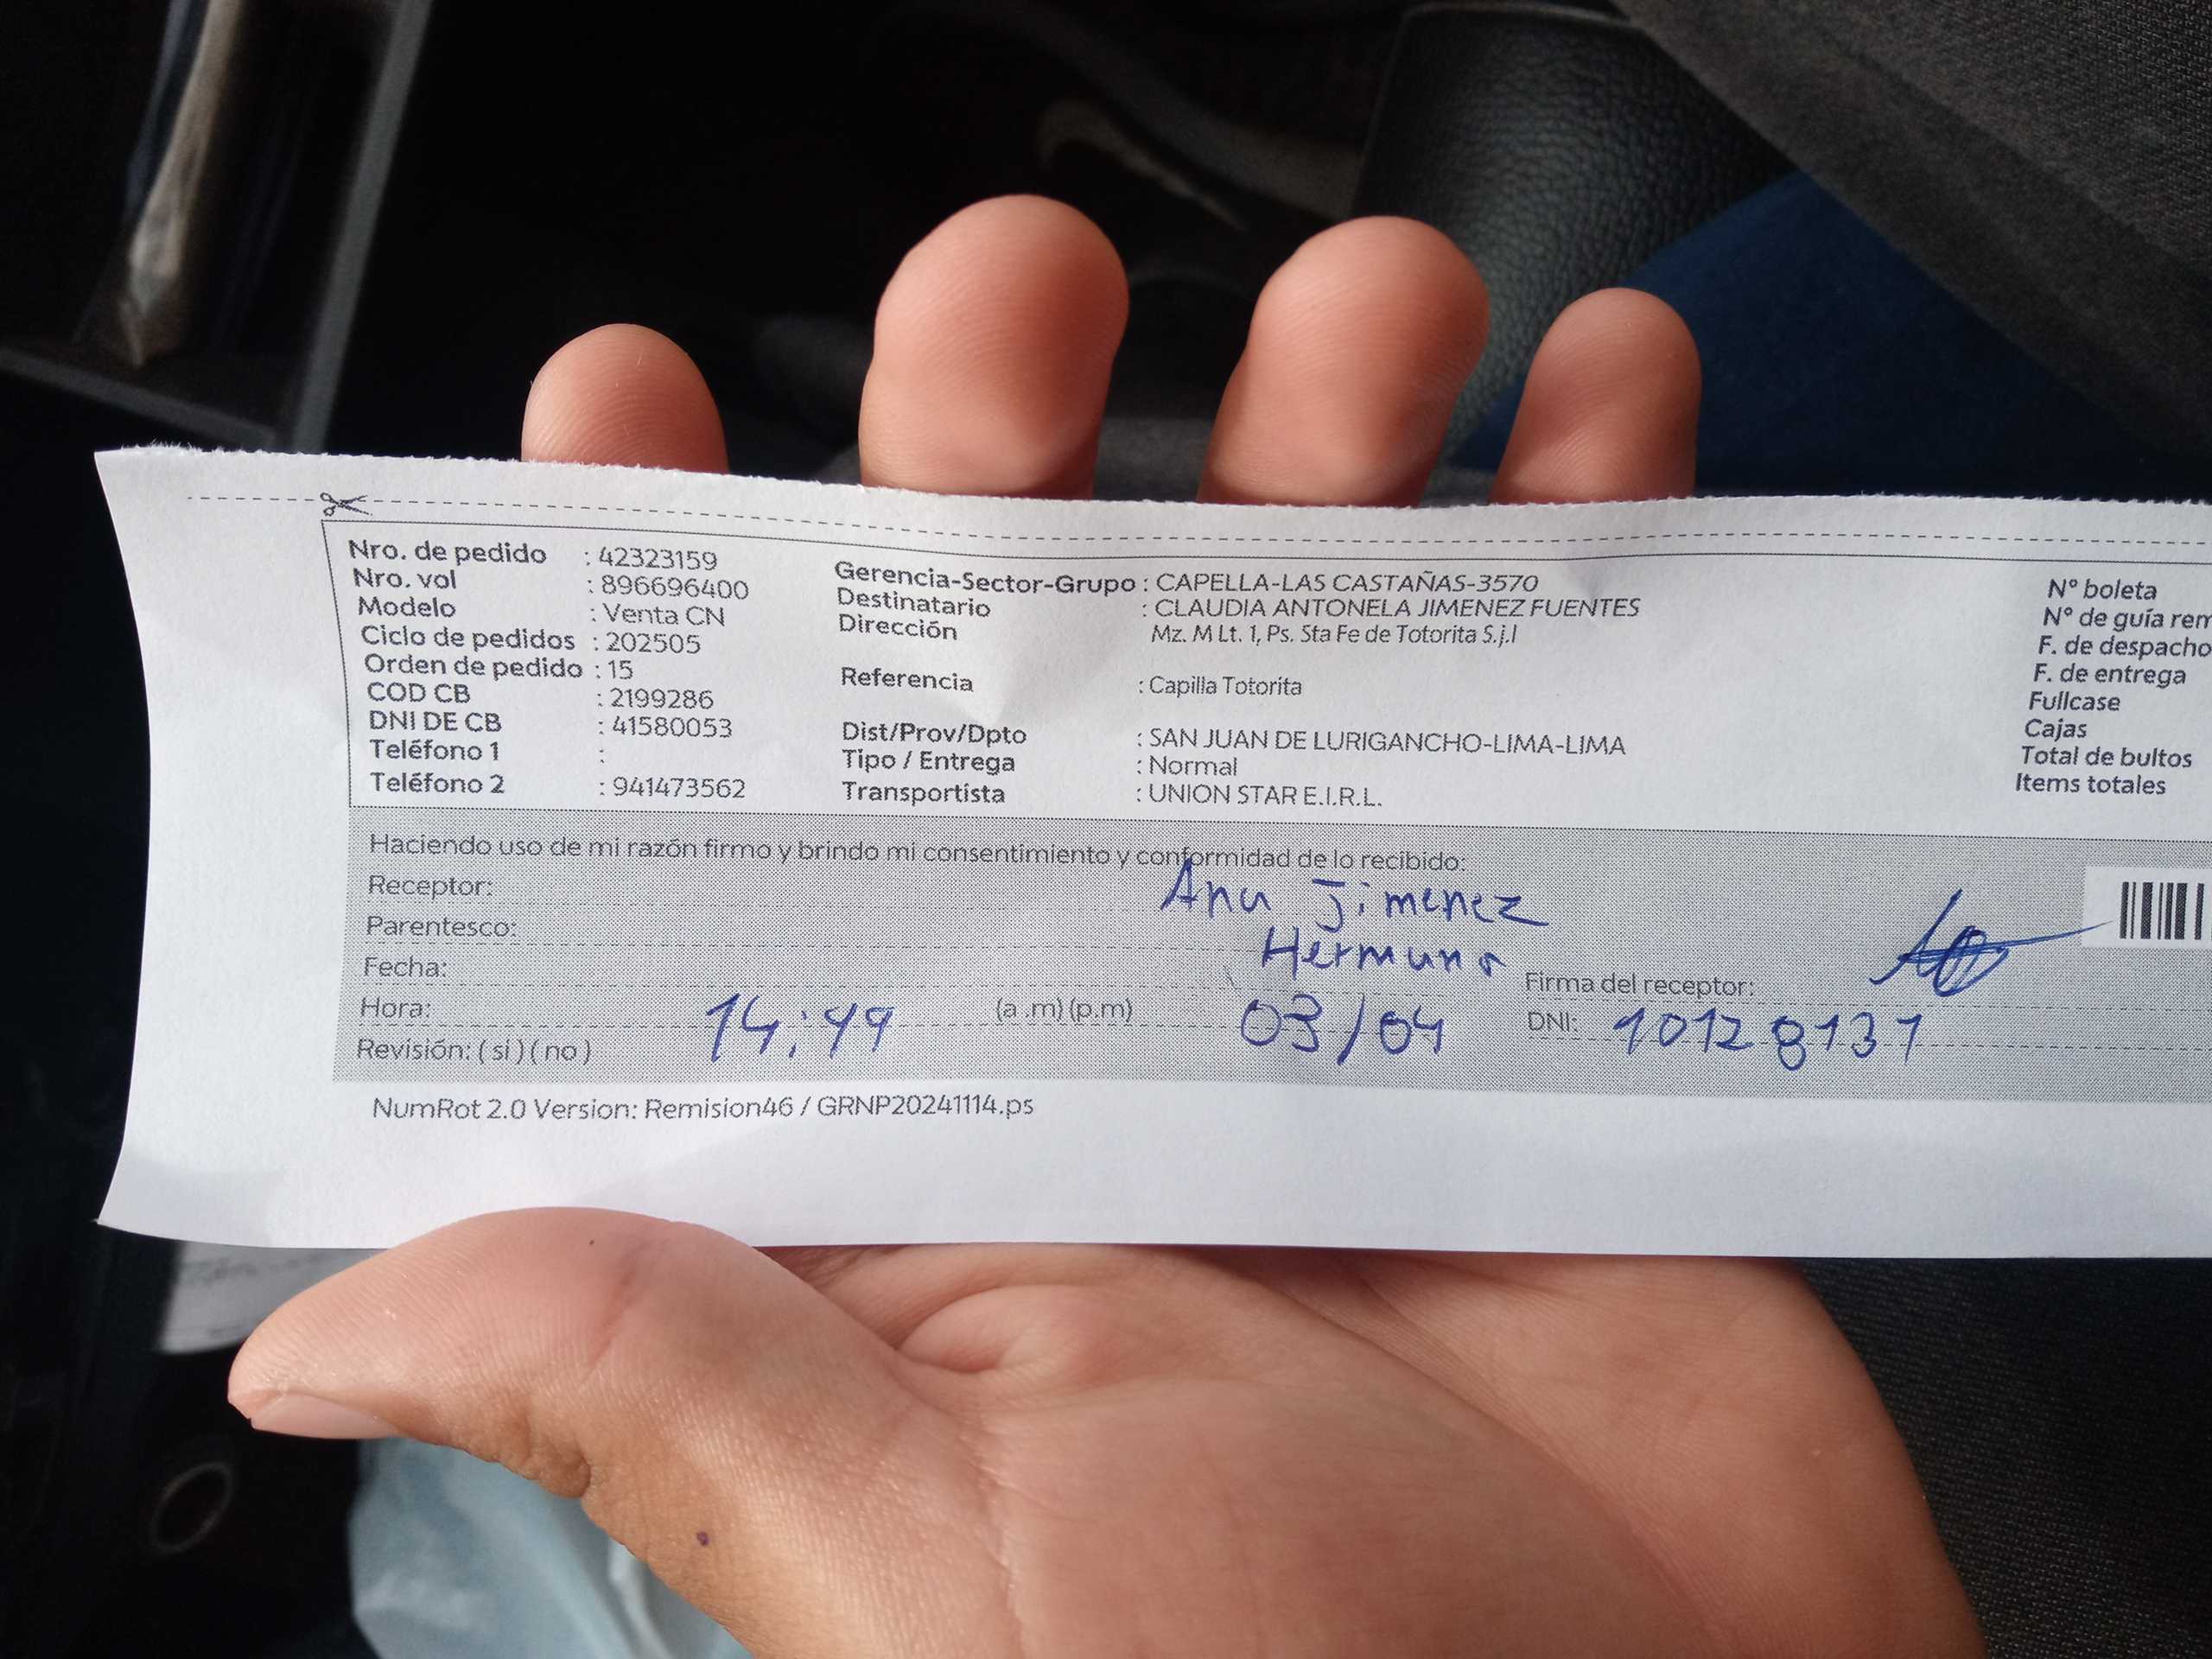 Nro. de pedido : 42323159
Nro. vol : 896696400
Modelo : Venta CN
Ciclo de pedidos : 202505
Orden de pedido : 15
COD CB : 2199286
DNI DE CB : 41580053
Teléfono 1 :
Teléfono 2 : 941473562
Gerencia-Sector-Grupo : CAPELLA-LAS CASTAÑAS-3570
Destinatario : CLAUDIA ANTONELA JIMENEZ FUENTES
Dirección Mz. M Lt. 1, Ps. Sta Fe de Totorita S.j.l
Referencia : Capilla Totorita
Dist/Prov/Dpto : SAN JUAN DE LURIGANCHO-LIMA-LIMA
Tipo / Entrega : Normal
Transportista : UNION STAR E.I.R.L.
N° boleta
N° de guía rem
F. de despacho
F. de entrega
Fullcase
Cajas
Total de bultos
Items totales
Haciendo uso de mi razón firmo y brindo mi consentimiento y conformidad de lo recibido:
Receptor: Ana Jimenez
Parentesco: Hermana
Fecha: 03/04
Hora: 14:49 (a .m) (p.m)
Revisión: ( si ) ( no )
Firma del receptor:
DNI: 10128131
NumRot 2.0 Version: Remision46 / GRNP20241114.ps